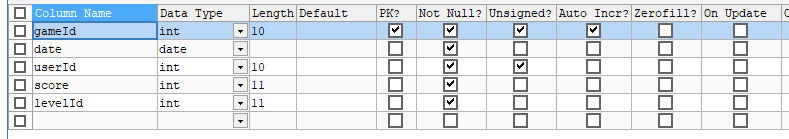 Column Name Data Type Length Default PK? Not Null? Unsigned? Auto Incr? Zerofill? On Update
gameId int 10
date date
userId int 10
score int 11
levelId int 11